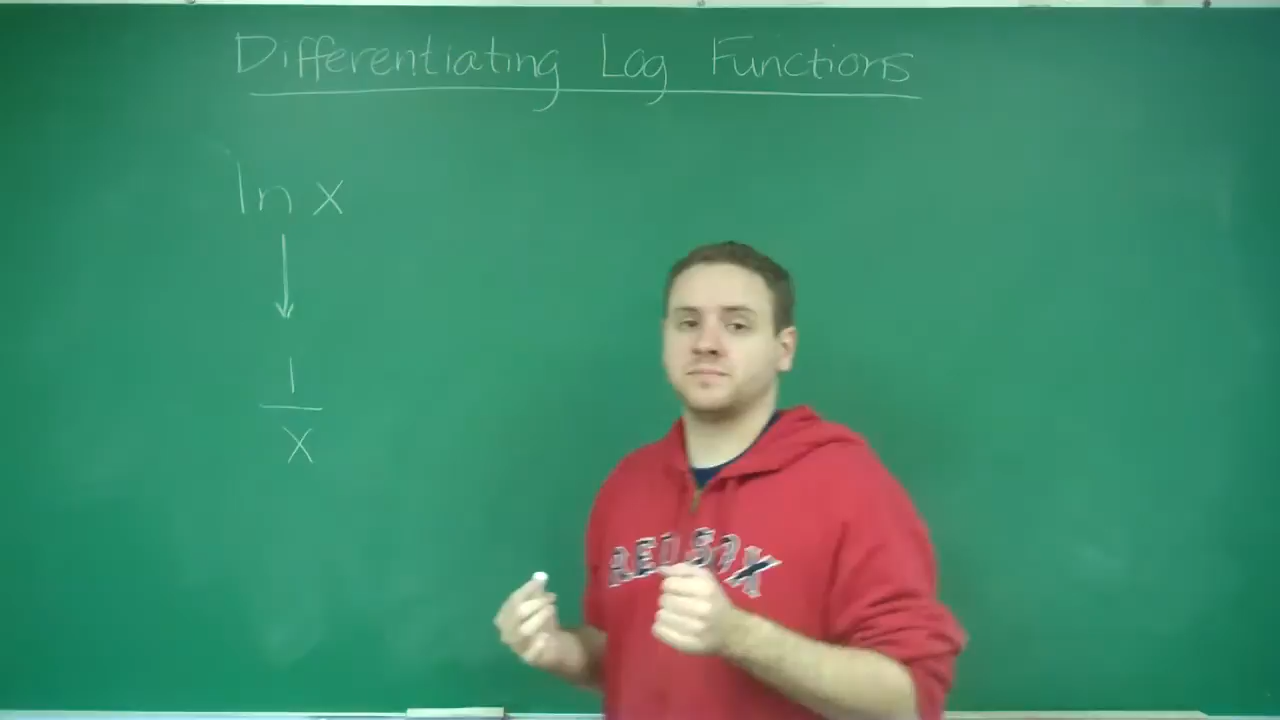 Differentiating Log Functions
ln x
↓
1
x
RED SOX